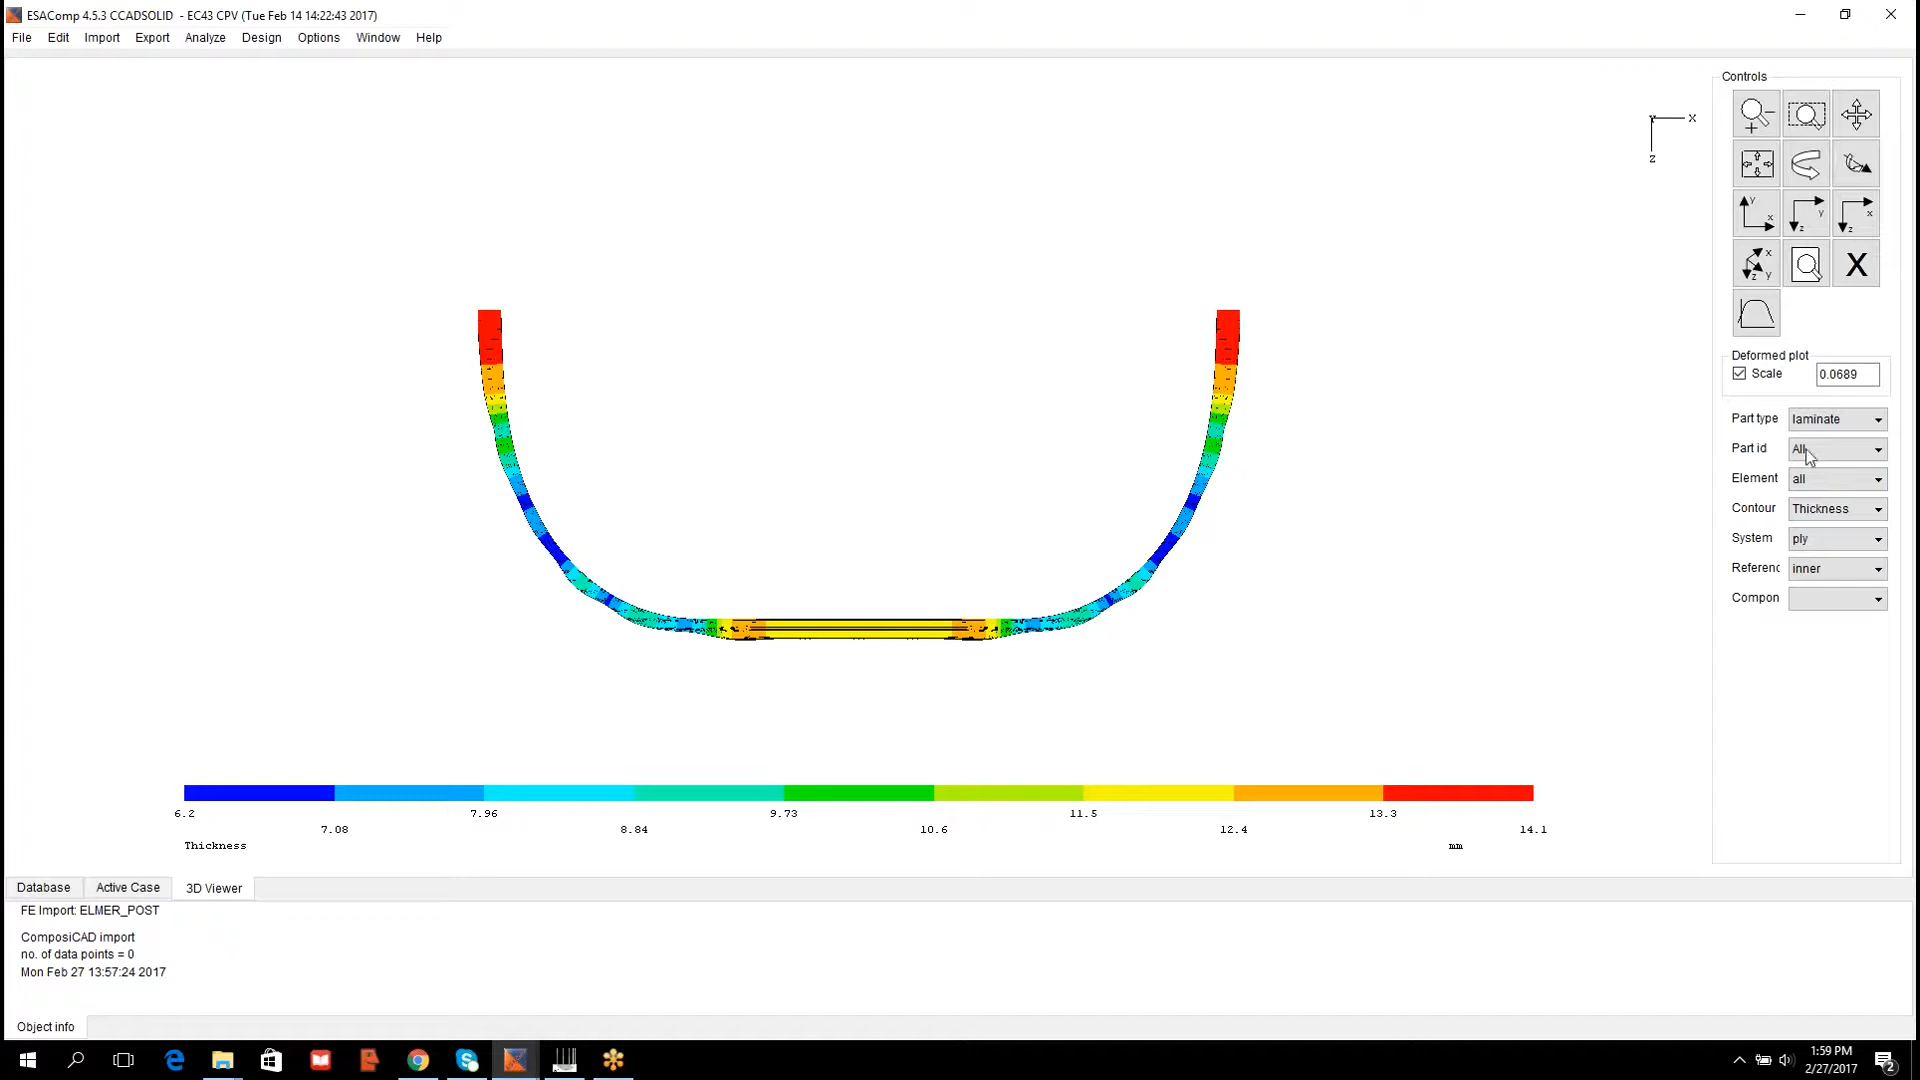 ESAComp 4.5.3 CCADSOLID - EC43 CPV (Tue Feb 14 14:22:43 2017)
File Edit Import Export Analyze Design Options Window Help
Controls
X
Z
Y
X
Y
Z
X
Z
X
Z
Y
X
Deformed plot
Scale 0.0689
Part type laminate
Part id All
Element all
Contour Thickness
System ply
Referenc inner
Compon
6.2 7.96 9.73 11.5 13.3
7.08 8.84 10.6 12.4 14.1
Thickness mm
Database Active Case 3D Viewer
FE Import: ELMER_POST
ComposiCAD import
no. of data points = 0
Mon Feb 27 13:57:24 2017
Object info
1:59 PM
2/27/2017
2